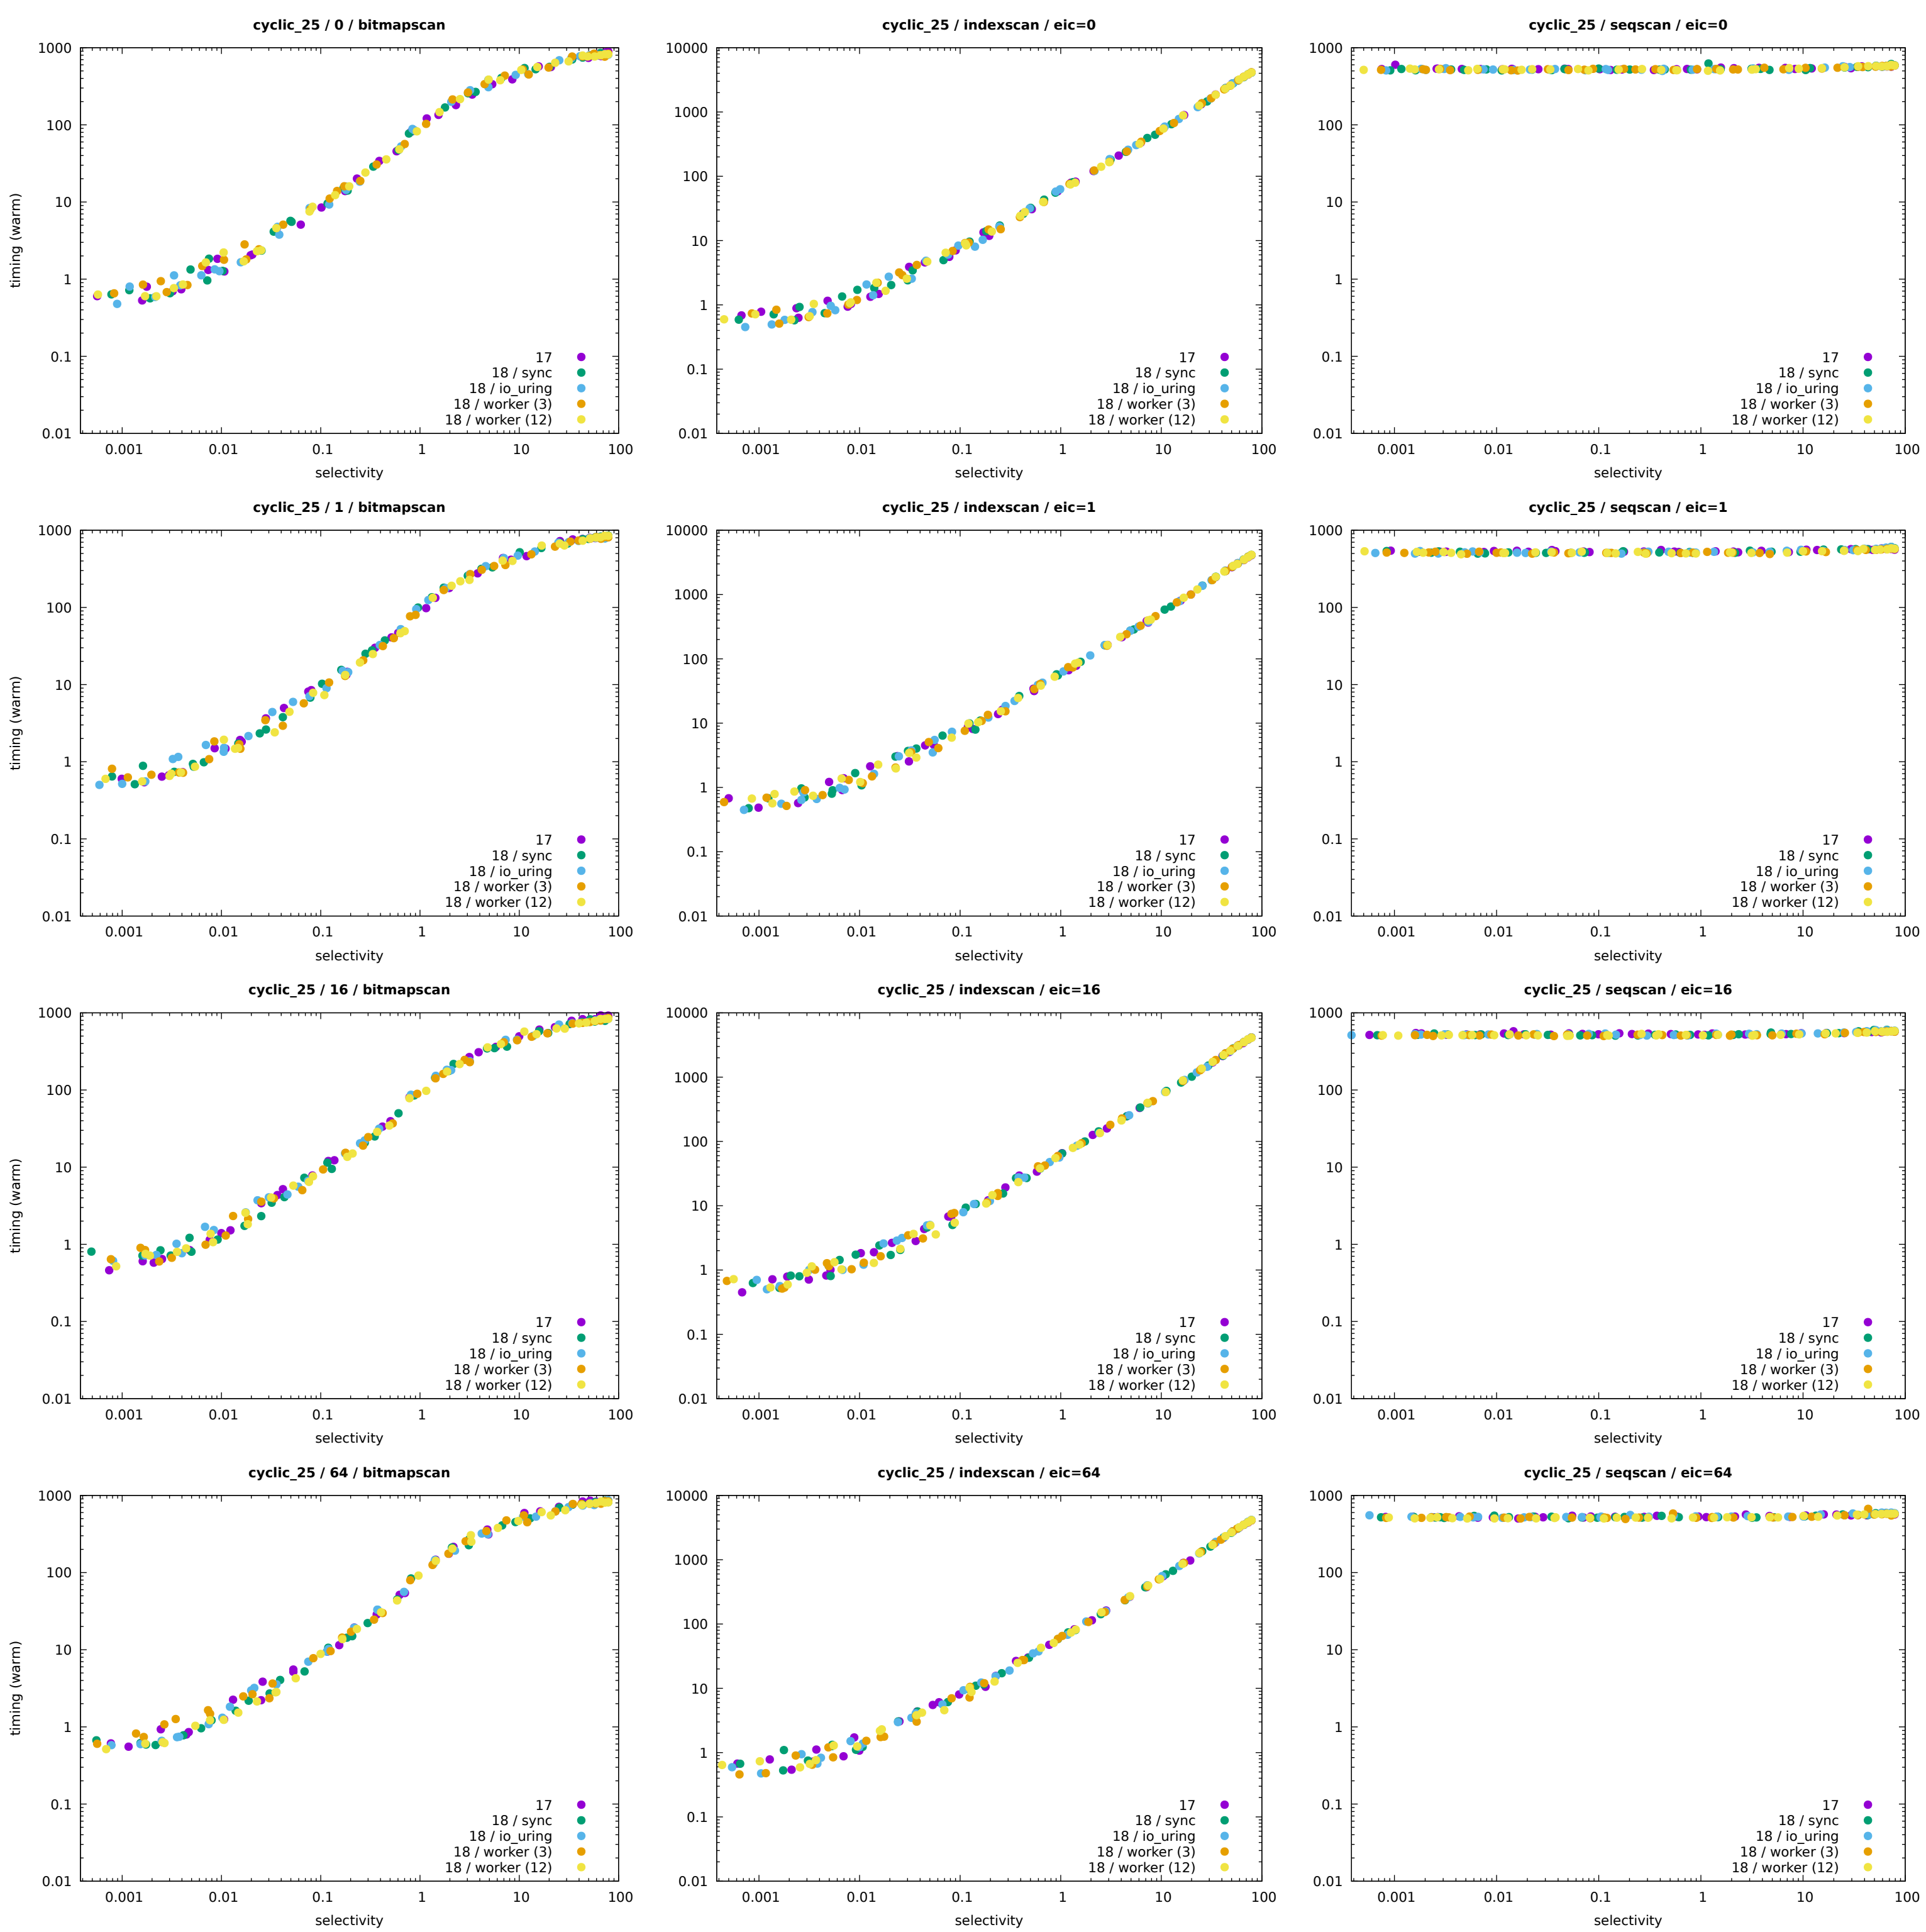 cyclic_25 / 0 / bitmapscan
1000
100
10
1
0.1
0.01
timing (warm)
17
18 / sync
18 / io_uring
18 / worker (3)
18 / worker (12)
0.001 0.01 0.1 1 10 100
selectivity
cyclic_25 / indexscan / eic=0
10000
1000
100
10
1
0.1
0.01
17
18 / sync
18 / io_uring
18 / worker (3)
18 / worker (12)
0.001 0.01 0.1 1 10 100
selectivity
cyclic_25 / seqscan / eic=0
1000
100
10
1
0.1
0.01
17
18 / sync
18 / io_uring
18 / worker (3)
18 / worker (12)
0.001 0.01 0.1 1 10 100
selectivity
cyclic_25 / 1 / bitmapscan
1000
100
10
1
0.1
0.01
timing (warm)
17
18 / sync
18 / io_uring
18 / worker (3)
18 / worker (12)
0.001 0.01 0.1 1 10 100
selectivity
cyclic_25 / indexscan / eic=1
10000
1000
100
10
1
0.1
0.01
17
18 / sync
18 / io_uring
18 / worker (3)
18 / worker (12)
0.001 0.01 0.1 1 10 100
selectivity
cyclic_25 / seqscan / eic=1
1000
100
10
1
0.1
0.01
17
18 / sync
18 / io_uring
18 / worker (3)
18 / worker (12)
0.001 0.01 0.1 1 10 100
selectivity
cyclic_25 / 16 / bitmapscan
1000
100
10
1
0.1
0.01
timing (warm)
17
18 / sync
18 / io_uring
18 / worker (3)
18 / worker (12)
0.001 0.01 0.1 1 10 100
selectivity
cyclic_25 / indexscan / eic=16
10000
1000
100
10
1
0.1
0.01
17
18 / sync
18 / io_uring
18 / worker (3)
18 / worker (12)
0.001 0.01 0.1 1 10 100
selectivity
cyclic_25 / seqscan / eic=16
1000
100
10
1
0.1
0.01
17
18 / sync
18 / io_uring
18 / worker (3)
18 / worker (12)
0.001 0.01 0.1 1 10 100
selectivity
cyclic_25 / 64 / bitmapscan
1000
100
10
1
0.1
0.01
timing (warm)
17
18 / sync
18 / io_uring
18 / worker (3)
18 / worker (12)
0.001 0.01 0.1 1 10 100
selectivity
cyclic_25 / indexscan / eic=64
10000
1000
100
10
1
0.1
0.01
17
18 / sync
18 / io_uring
18 / worker (3)
18 / worker (12)
0.001 0.01 0.1 1 10 100
selectivity
cyclic_25 / seqscan / eic=64
1000
100
10
1
0.1
0.01
17
18 / sync
18 / io_uring
18 / worker (3)
18 / worker (12)
0.001 0.01 0.1 1 10 100
selectivity